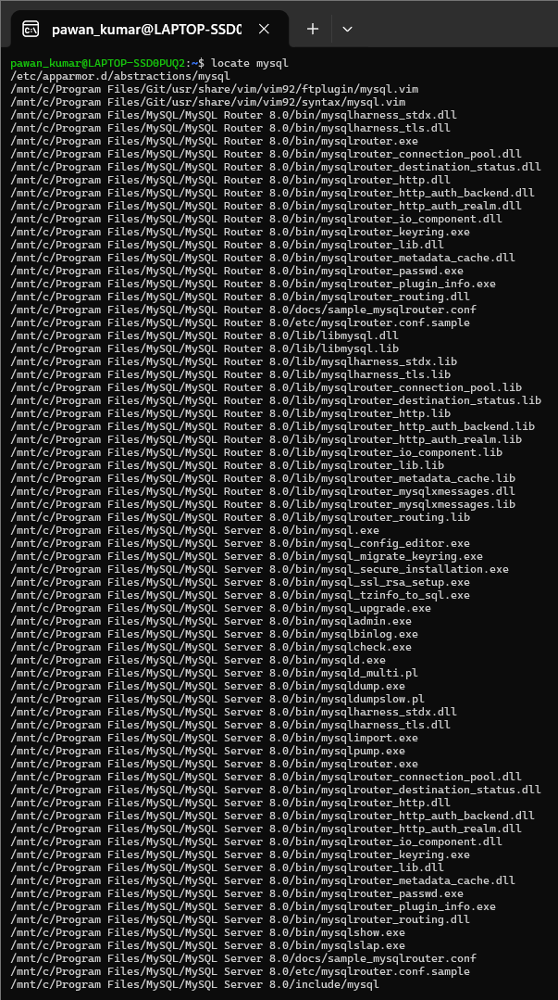 pawan_kumar@LAPTOP-SSD0
pawan_kumar@LAPTOP-SSD0PUQ2:~$ locate mysql
/etc/apparmor.d/abstractions/mysql
/mnt/c/Program Files/Git/usr/share/vim/vim92/ftplugin/mysql.vim
/mnt/c/Program Files/Git/usr/share/vim/vim92/syntax/mysql.vim
/mnt/c/Program Files/MySQL/MySQL Router 8.0/bin/mysqlharness_stdx.dll
/mnt/c/Program Files/MySQL/MySQL Router 8.0/bin/mysqlharness_tls.dll
/mnt/c/Program Files/MySQL/MySQL Router 8.0/bin/mysqlrouter.exe
/mnt/c/Program Files/MySQL/MySQL Router 8.0/bin/mysqlrouter_connection_pool.dll
/mnt/c/Program Files/MySQL/MySQL Router 8.0/bin/mysqlrouter_destination_status.dll
/mnt/c/Program Files/MySQL/MySQL Router 8.0/bin/mysqlrouter_http.dll
/mnt/c/Program Files/MySQL/MySQL Router 8.0/bin/mysqlrouter_http_auth_backend.dll
/mnt/c/Program Files/MySQL/MySQL Router 8.0/bin/mysqlrouter_http_auth_realm.dll
/mnt/c/Program Files/MySQL/MySQL Router 8.0/bin/mysqlrouter_io_component.dll
/mnt/c/Program Files/MySQL/MySQL Router 8.0/bin/mysqlrouter_keyring.exe
/mnt/c/Program Files/MySQL/MySQL Router 8.0/bin/mysqlrouter_lib.dll
/mnt/c/Program Files/MySQL/MySQL Router 8.0/bin/mysqlrouter_metadata_cache.dll
/mnt/c/Program Files/MySQL/MySQL Router 8.0/bin/mysqlrouter_passwd.exe
/mnt/c/Program Files/MySQL/MySQL Router 8.0/bin/mysqlrouter_plugin_info.exe
/mnt/c/Program Files/MySQL/MySQL Router 8.0/bin/mysqlrouter_routing.dll
/mnt/c/Program Files/MySQL/MySQL Router 8.0/docs/sample_mysqlrouter.conf
/mnt/c/Program Files/MySQL/MySQL Router 8.0/etc/mysqlrouter.conf.sample
/mnt/c/Program Files/MySQL/MySQL Router 8.0/lib/libmysql.dll
/mnt/c/Program Files/MySQL/MySQL Router 8.0/lib/libmysql.lib
/mnt/c/Program Files/MySQL/MySQL Router 8.0/lib/mysqlharness_stdx.lib
/mnt/c/Program Files/MySQL/MySQL Router 8.0/lib/mysqlharness_tls.lib
/mnt/c/Program Files/MySQL/MySQL Router 8.0/lib/mysqlrouter_connection_pool.lib
/mnt/c/Program Files/MySQL/MySQL Router 8.0/lib/mysqlrouter_destination_status.lib
/mnt/c/Program Files/MySQL/MySQL Router 8.0/lib/mysqlrouter_http.lib
/mnt/c/Program Files/MySQL/MySQL Router 8.0/lib/mysqlrouter_http_auth_backend.lib
/mnt/c/Program Files/MySQL/MySQL Router 8.0/lib/mysqlrouter_http_auth_realm.lib
/mnt/c/Program Files/MySQL/MySQL Router 8.0/lib/mysqlrouter_io_component.lib
/mnt/c/Program Files/MySQL/MySQL Router 8.0/lib/mysqlrouter_lib.lib
/mnt/c/Program Files/MySQL/MySQL Router 8.0/lib/mysqlrouter_metadata_cache.lib
/mnt/c/Program Files/MySQL/MySQL Router 8.0/lib/mysqlrouter_mysqlxmessages.dll
/mnt/c/Program Files/MySQL/MySQL Router 8.0/lib/mysqlrouter_mysqlxmessages.lib
/mnt/c/Program Files/MySQL/MySQL Router 8.0/lib/mysqlrouter_routing.lib
/mnt/c/Program Files/MySQL/MySQL Server 8.0/bin/mysql.exe
/mnt/c/Program Files/MySQL/MySQL Server 8.0/bin/mysql_config_editor.exe
/mnt/c/Program Files/MySQL/MySQL Server 8.0/bin/mysql_migrate_keyring.exe
/mnt/c/Program Files/MySQL/MySQL Server 8.0/bin/mysql_secure_installation.exe
/mnt/c/Program Files/MySQL/MySQL Server 8.0/bin/mysql_ssl_rsa_setup.exe
/mnt/c/Program Files/MySQL/MySQL Server 8.0/bin/mysql_tzinfo_to_sql.exe
/mnt/c/Program Files/MySQL/MySQL Server 8.0/bin/mysql_upgrade.exe
/mnt/c/Program Files/MySQL/MySQL Server 8.0/bin/mysqladmin.exe
/mnt/c/Program Files/MySQL/MySQL Server 8.0/bin/mysqlbinlog.exe
/mnt/c/Program Files/MySQL/MySQL Server 8.0/bin/mysqlcheck.exe
/mnt/c/Program Files/MySQL/MySQL Server 8.0/bin/mysqld.exe
/mnt/c/Program Files/MySQL/MySQL Server 8.0/bin/mysqld_multi.pl
/mnt/c/Program Files/MySQL/MySQL Server 8.0/bin/mysqldump.exe
/mnt/c/Program Files/MySQL/MySQL Server 8.0/bin/mysqldumpslow.pl
/mnt/c/Program Files/MySQL/MySQL Server 8.0/bin/mysqlharness_stdx.dll
/mnt/c/Program Files/MySQL/MySQL Server 8.0/bin/mysqlharness_tls.dll
/mnt/c/Program Files/MySQL/MySQL Server 8.0/bin/mysqlimport.exe
/mnt/c/Program Files/MySQL/MySQL Server 8.0/bin/mysqlpump.exe
/mnt/c/Program Files/MySQL/MySQL Server 8.0/bin/mysqlrouter.exe
/mnt/c/Program Files/MySQL/MySQL Server 8.0/bin/mysqlrouter_connection_pool.dll
/mnt/c/Program Files/MySQL/MySQL Server 8.0/bin/mysqlrouter_destination_status.dll
/mnt/c/Program Files/MySQL/MySQL Server 8.0/bin/mysqlrouter_http.dll
/mnt/c/Program Files/MySQL/MySQL Server 8.0/bin/mysqlrouter_http_auth_backend.dll
/mnt/c/Program Files/MySQL/MySQL Server 8.0/bin/mysqlrouter_http_auth_realm.dll
/mnt/c/Program Files/MySQL/MySQL Server 8.0/bin/mysqlrouter_io_component.dll
/mnt/c/Program Files/MySQL/MySQL Server 8.0/bin/mysqlrouter_keyring.exe
/mnt/c/Program Files/MySQL/MySQL Server 8.0/bin/mysqlrouter_lib.dll
/mnt/c/Program Files/MySQL/MySQL Server 8.0/bin/mysqlrouter_metadata_cache.dll
/mnt/c/Program Files/MySQL/MySQL Server 8.0/bin/mysqlrouter_passwd.exe
/mnt/c/Program Files/MySQL/MySQL Server 8.0/bin/mysqlrouter_plugin_info.exe
/mnt/c/Program Files/MySQL/MySQL Server 8.0/bin/mysqlrouter_routing.dll
/mnt/c/Program Files/MySQL/MySQL Server 8.0/bin/mysqlshow.exe
/mnt/c/Program Files/MySQL/MySQL Server 8.0/bin/mysqlslap.exe
/mnt/c/Program Files/MySQL/MySQL Server 8.0/docs/sample_mysqlrouter.conf
/mnt/c/Program Files/MySQL/MySQL Server 8.0/etc/mysqlrouter.conf.sample
/mnt/c/Program Files/MySQL/MySQL Server 8.0/include/mysql